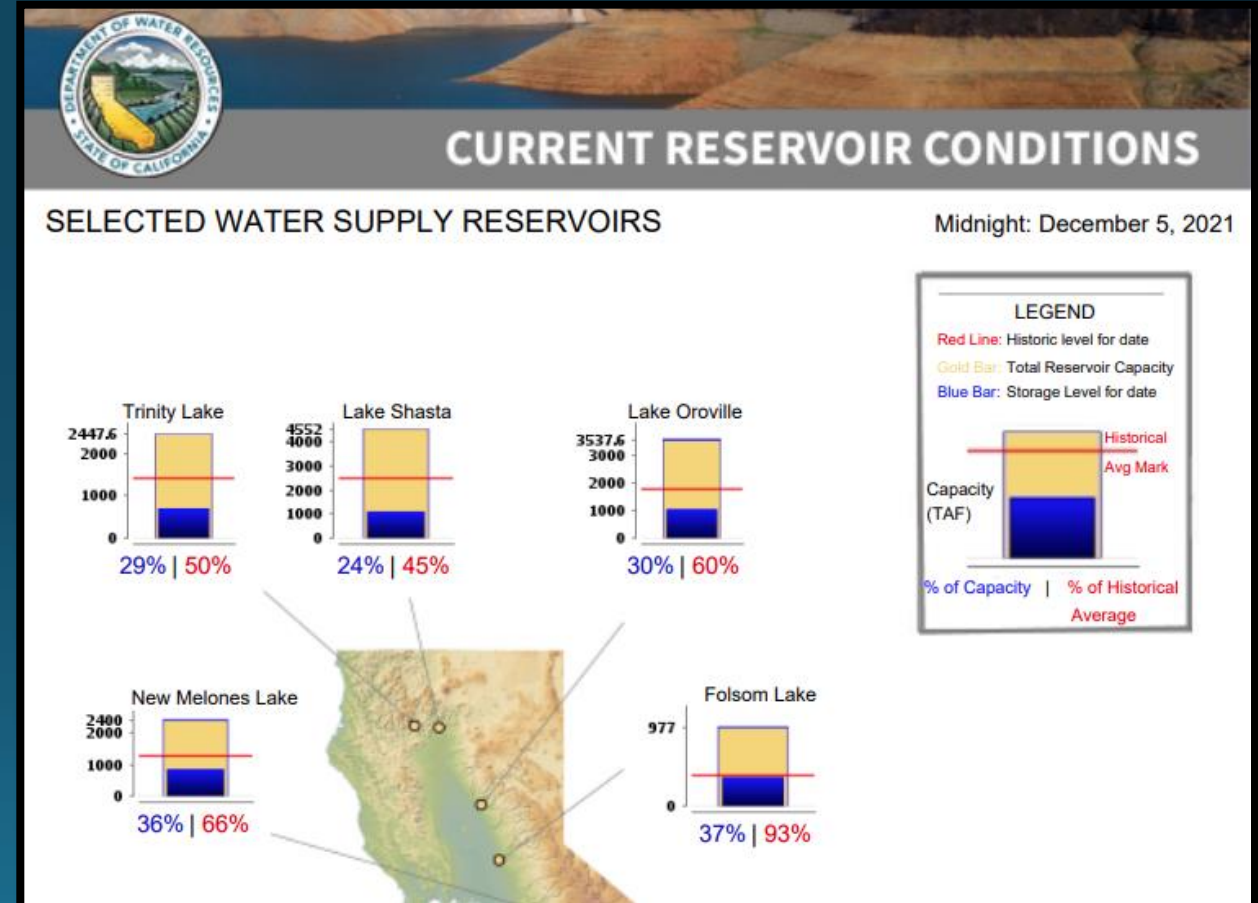 DEPARTMENT OF WATER RESOURCES
STATE OF CALIFORNIA
CURRENT RESERVOIR CONDITIONS
SELECTED WATER SUPPLY RESERVOIRS
Midnight: December 5, 2021
LEGEND
Red Line: Historic level for date
Gold Bar: Total Reservoir Capacity
Blue Bar: Storage Level for date
Historical
Avg Mark
Capacity
(TAF)
% of Capacity | % of Historical
Average
Trinity Lake
2447.6
2000
1000
0
29% | 50%
Lake Shasta
4552
4000
3000
2000
1000
0
24% | 45%
Lake Oroville
3537.6
3000
2000
1000
0
30% | 60%
New Melones Lake
2400
2000
1000
0
36% | 66%
Folsom Lake
977
0
37% | 93%